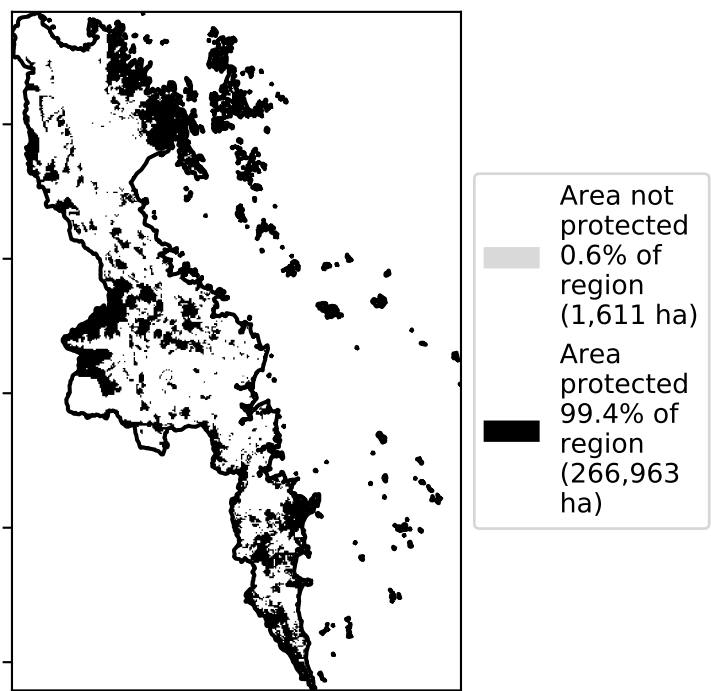 Area not
protected
0.6% of
region
(1,611 ha)
Area
protected
99.4% of
region
(266,963
ha)